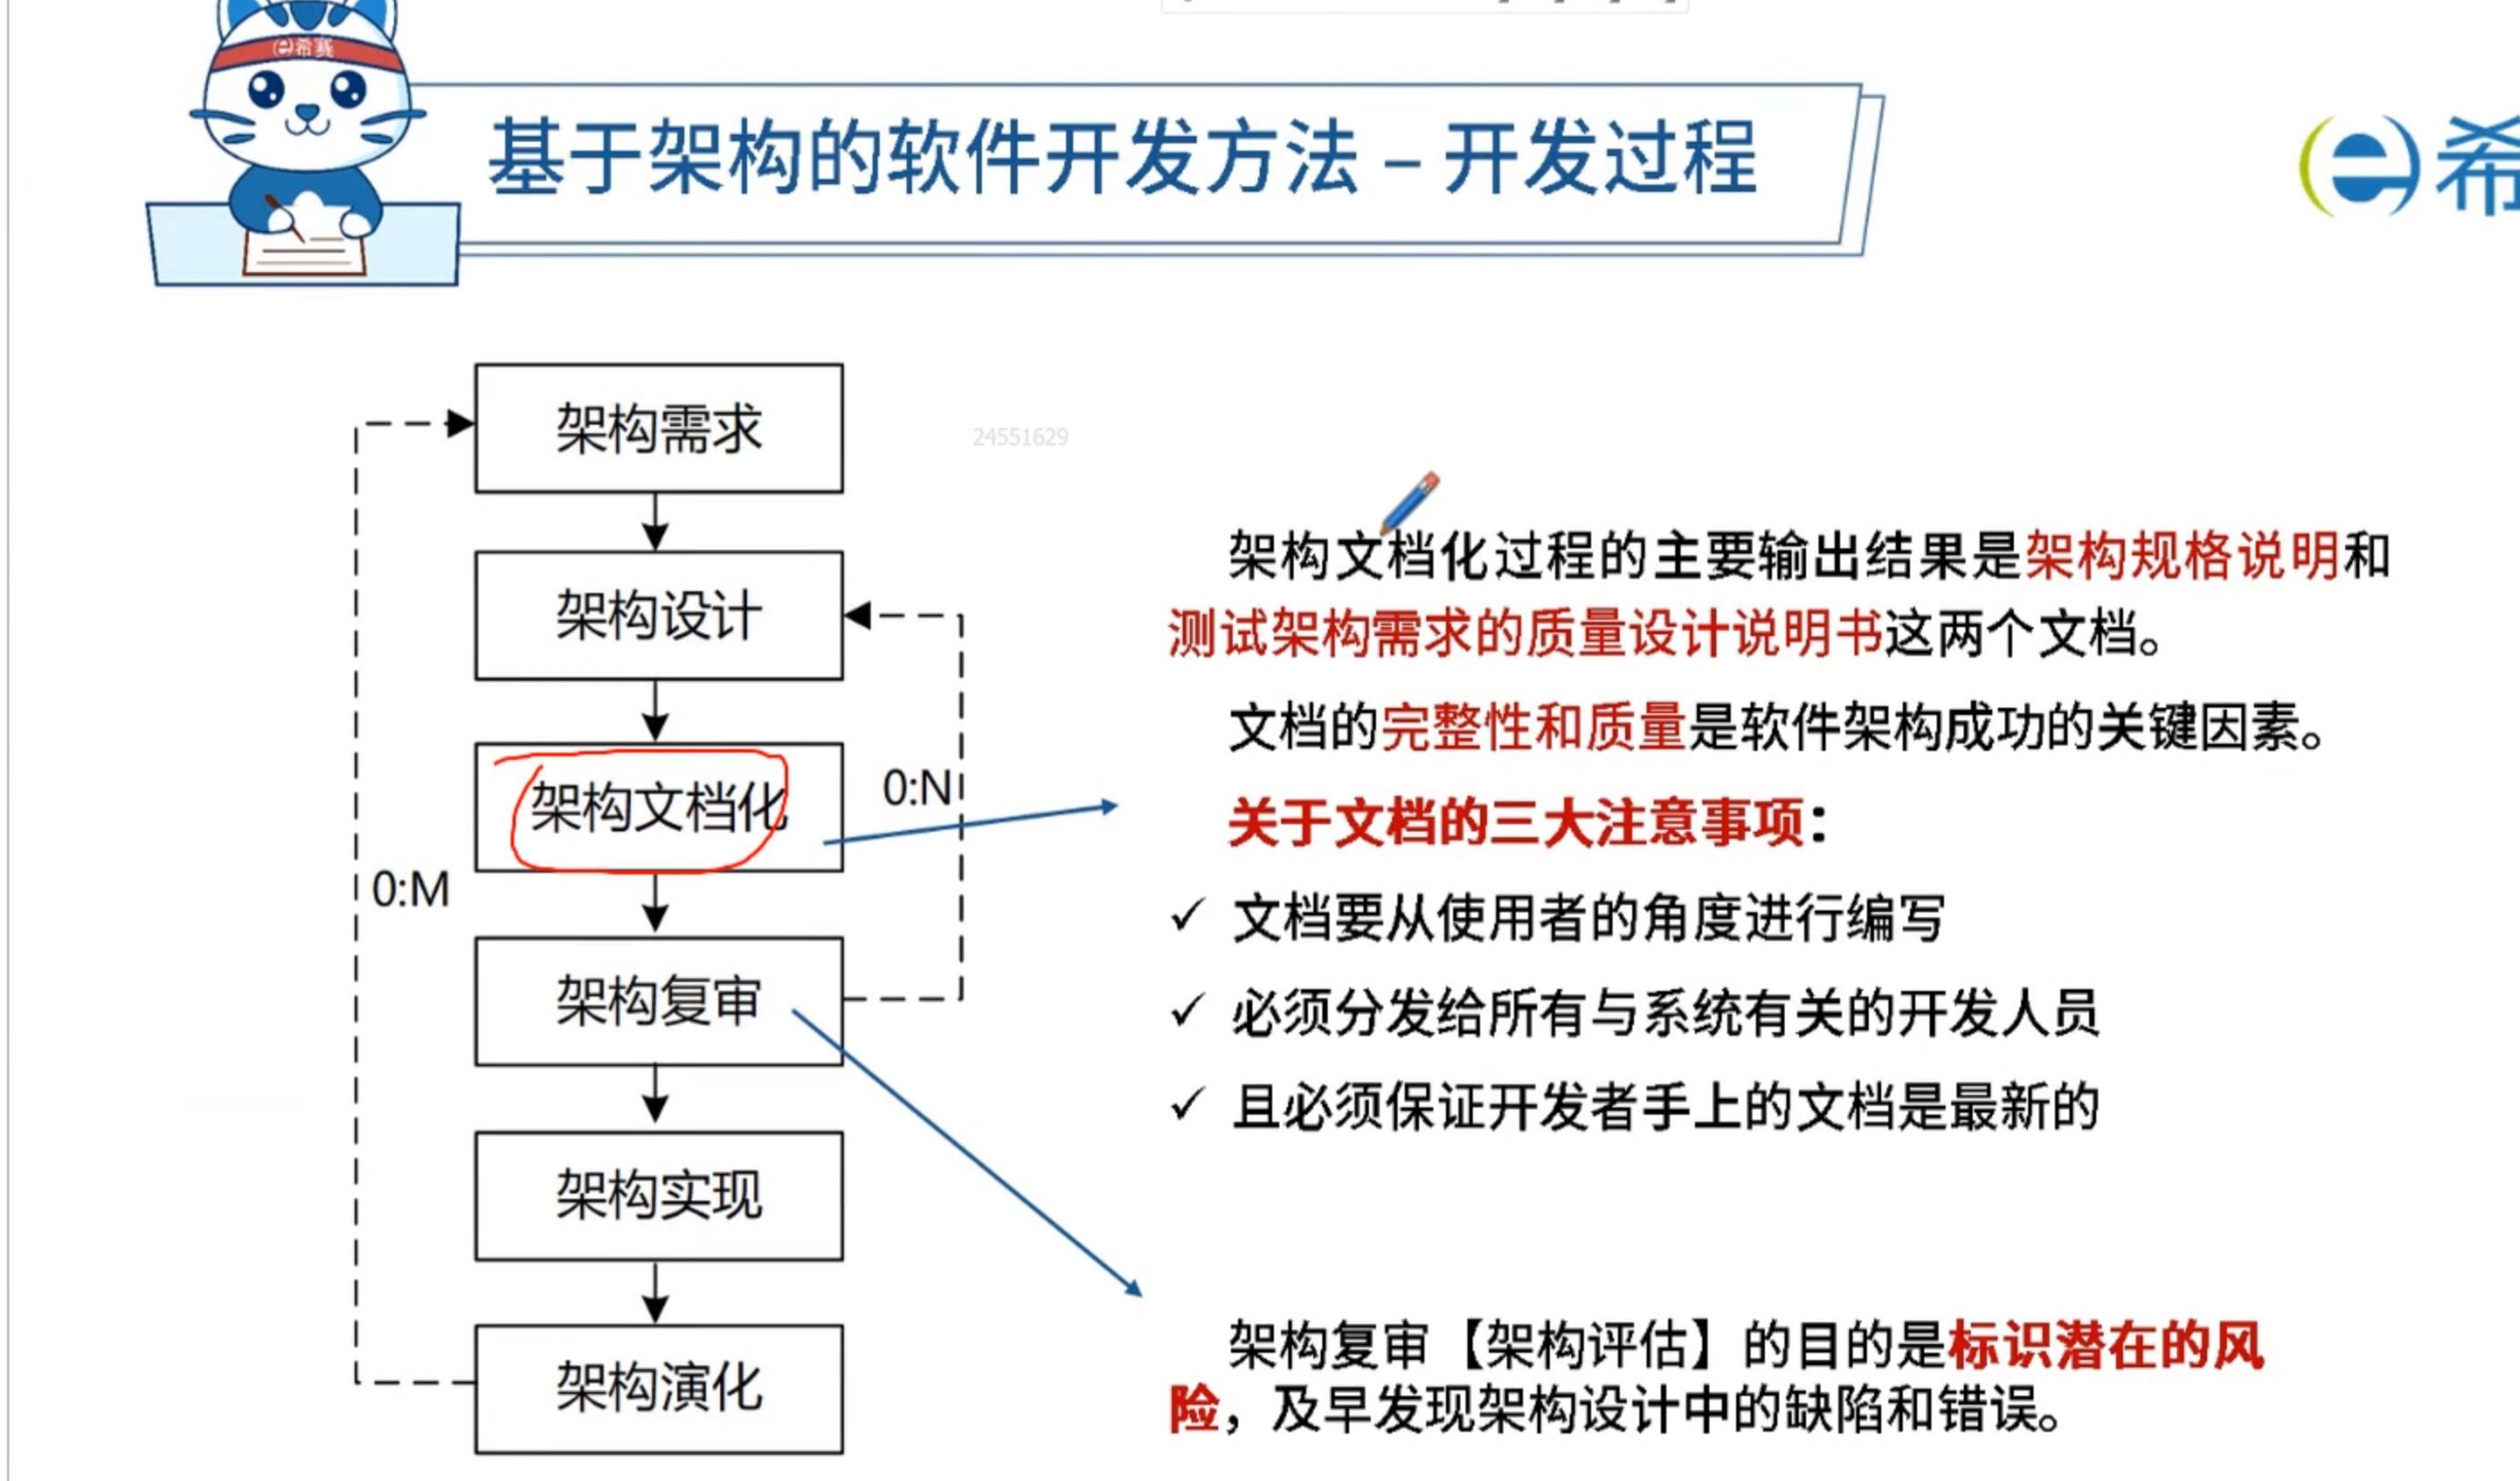 希赛
基于架构的软件开发方法 – 开发过程
希
架构需求
24551629
架构设计
架构文档化
0:N
0:M
架构复审
架构实现
架构演化
架构文档化过程的主要输出结果是架构规格说明和
测试架构需求的质量设计说明书这两个文档。
文档的完整性和质量是软件架构成功的关键因素。
关于文档的三大注意事项：
✓ 文档要从使用者的角度进行编写
✓ 必须分发给所有与系统有关的开发人员
✓ 且必须保证开发者手上的文档是最新的
架构复审【架构评估】的目的是标识潜在的风
险，及早发现架构设计中的缺陷和错误。